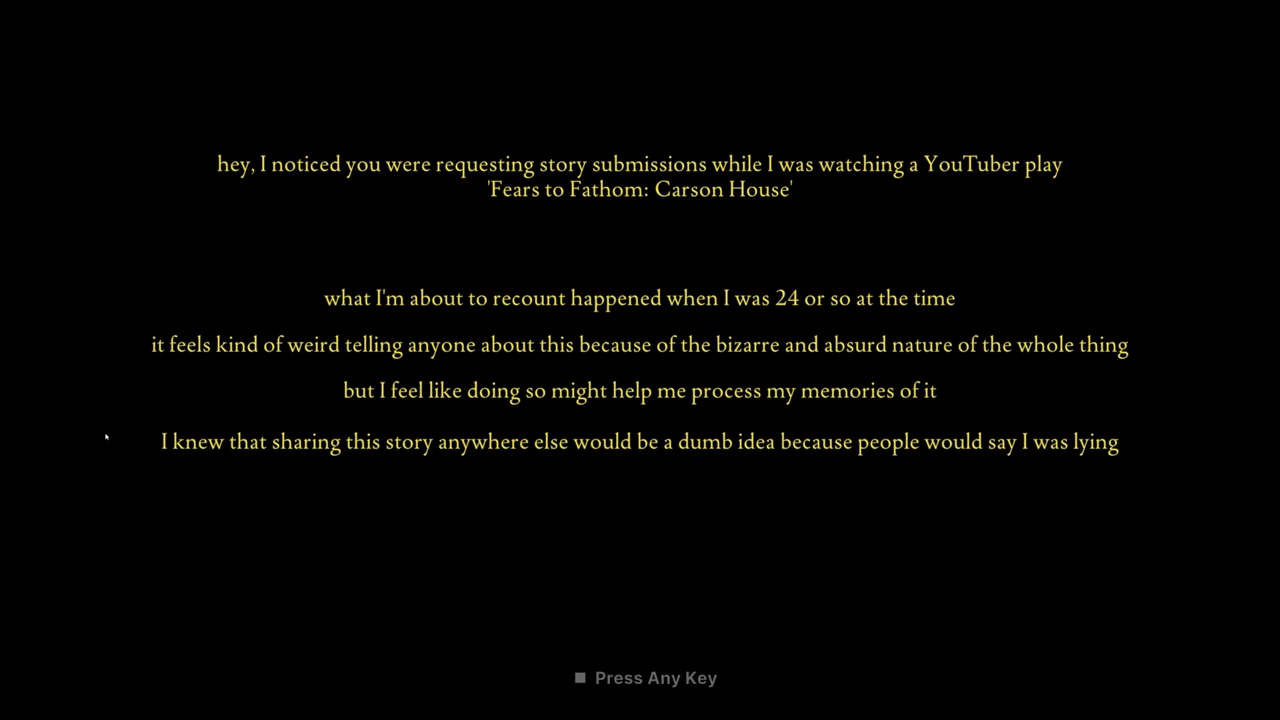 hey, I noticed you were requesting story submissions while I was watching a YouTuber play
'Fears to Fathom: Carson House'
what I'm about to recount happened when I was 24 or so at the time
it feels kind of weird telling anyone about this because of the bizarre and absurd nature of the whole thing
but I feel like doing so might help me process my memories of it
I knew that sharing this story anywhere else would be a dumb idea because people would say I was lying
Press Any Key